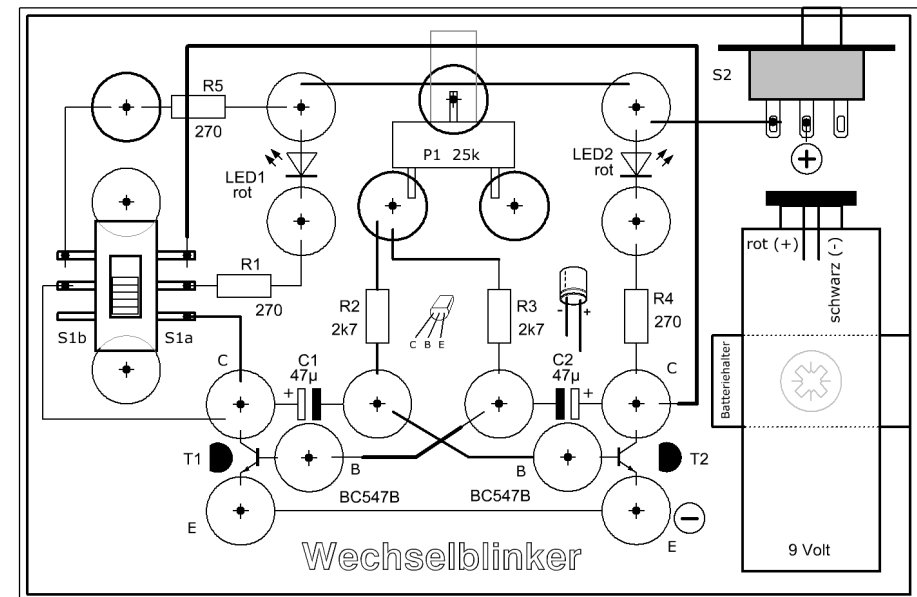 R5
270
S2
LED1
rot
P1 25k
LED2
rot
+
rot (+)
schwarz (-)
R1
270
R2
2k7
C B E
R3
2k7
- +
R4
270
S1b S1a
C
C1
47µ
+
C2
47µ
+
C
Batteriehalter
T1
B
B
T2
BC547B
BC547B
E
E
−
9 Volt
Wechselblinker